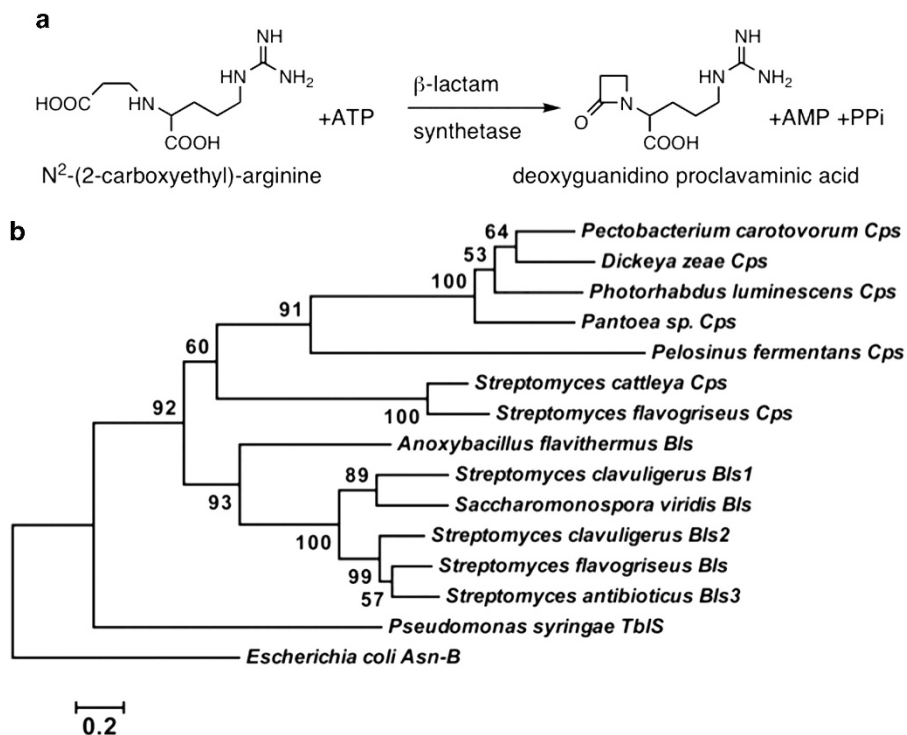 a
NH
HN
NH2
HOOC
HN
COOH
N2-(2-carboxyethyl)-arginine
+ATP
β-lactam
synthetase
NH
HN
NH2
N
O
COOH
deoxyguanidino proclavaminic acid
+AMP +PPi
b
64
Pectobacterium carotovorum Cps
53
Dickeya zeae Cps
100
Photorhabdus luminescens Cps
91
Pantoea sp. Cps
60
Pelosinus fermentans Cps
Streptomyces cattleya Cps
92
100
Streptomyces flavogriseus Cps
Anoxybacillus flavithermus Bls
89
Streptomyces clavuligerus Bls1
93
Saccharomonospora viridis Bls
100
Streptomyces clavuligerus Bls2
99
Streptomyces flavogriseus Bls
57
Streptomyces antibioticus Bls3
Pseudomonas syringae TblS
Escherichia coli Asn-B
0.2